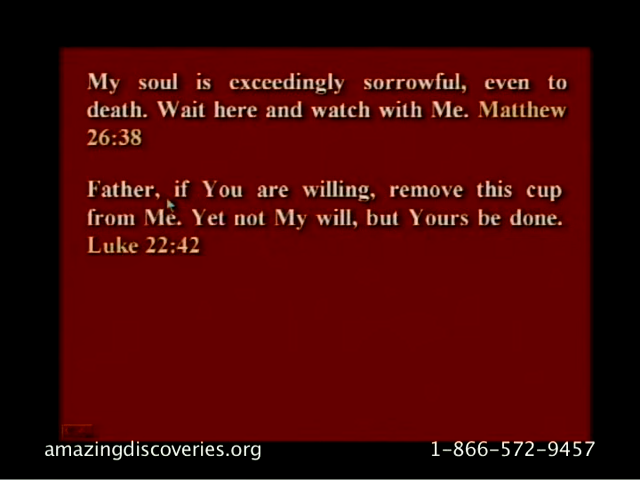 My soul is exceedingly sorrowful, even to
death. Wait here and watch with Me. Matthew
26:38
Father, if You are willing, remove this cup
from Me. Yet not My will, but Yours be done.
Luke 22:42
amazingdiscoveries.org 1-866-572-9457